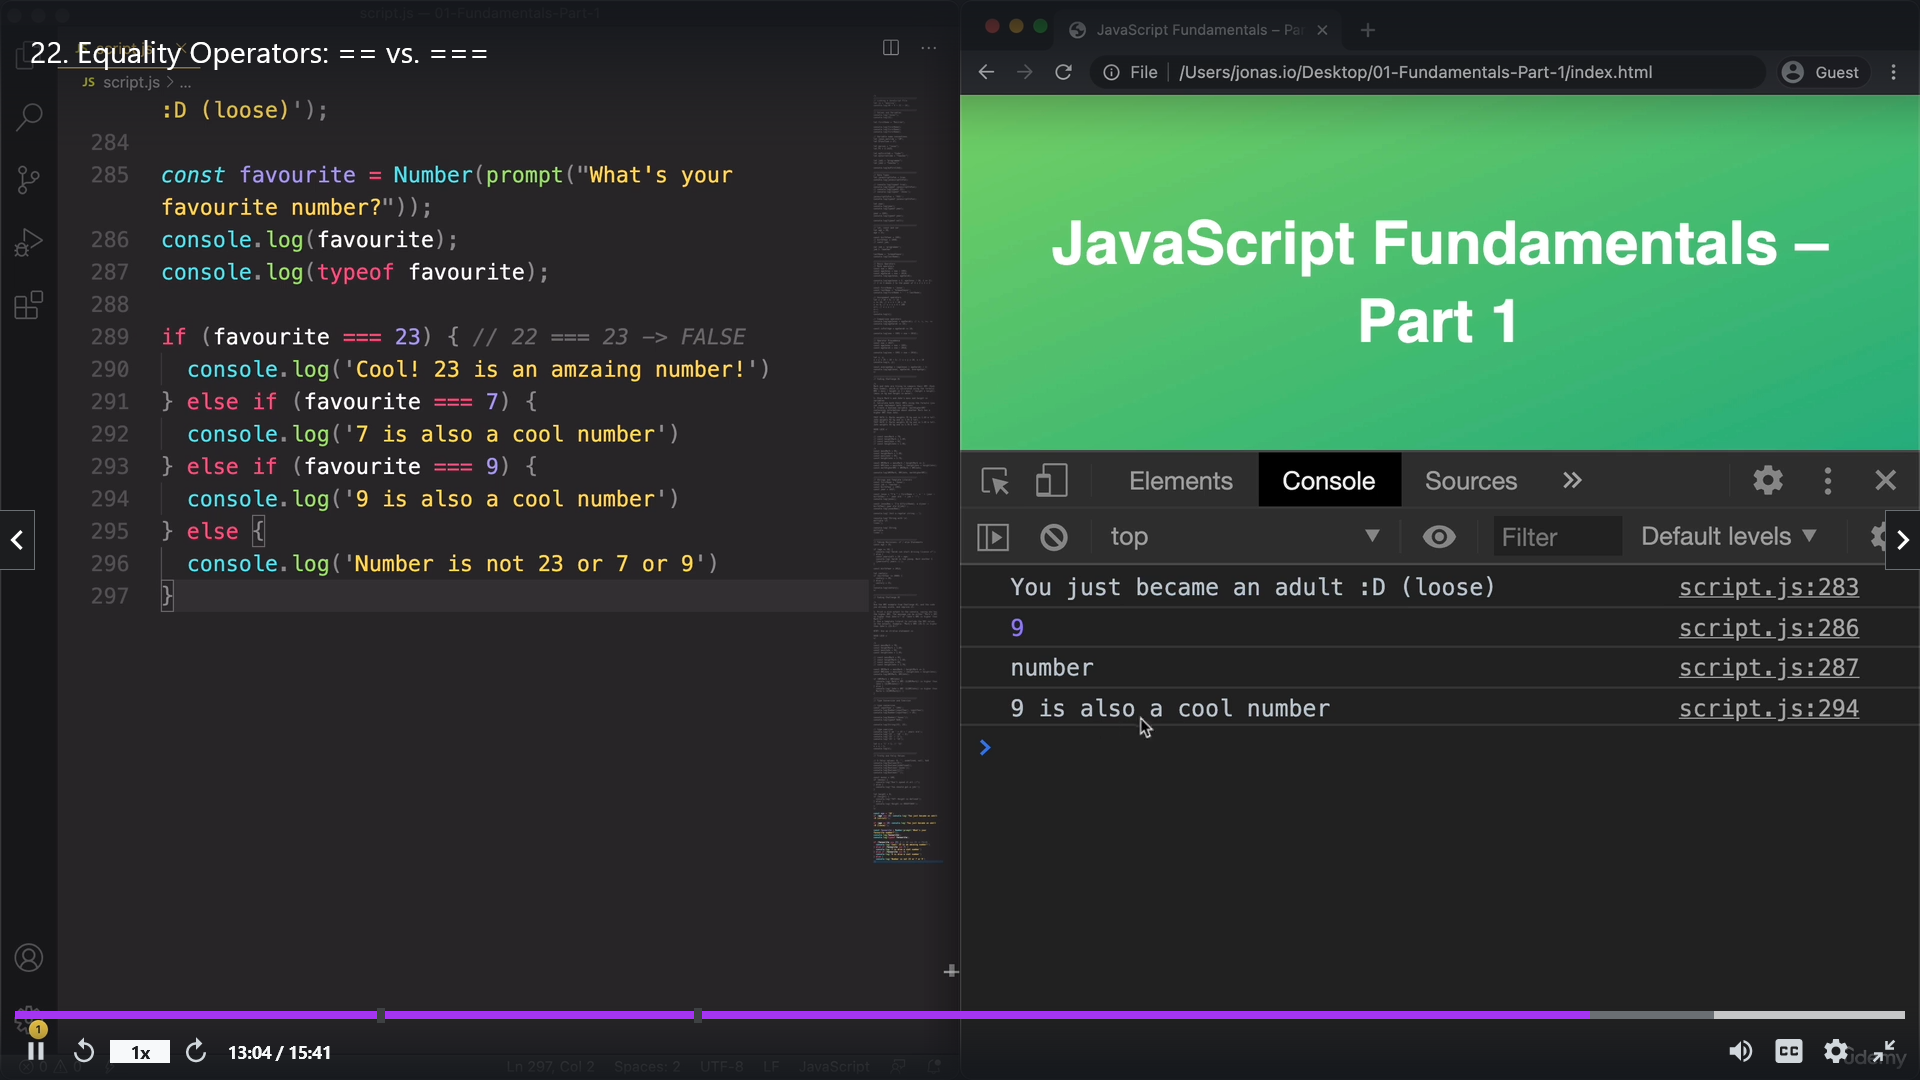 script.js — 01-Fundamentals-Part-1
22. Equality Operators: == vs. ===
JS script.js > ...
:D (loose)');
284
285 const favourite = Number(prompt("What's your
favourite number?"));
286 console.log(favourite);
287 console.log(typeof favourite);
288
289 if (favourite === 23) { // 22 === 23 -> FALSE
290 console.log('Cool! 23 is an amzaing number!')
291 } else if (favourite === 7) {
292 console.log('7 is also a cool number')
293 } else if (favourite === 9) {
294 console.log('9 is also a cool number')
295 } else {
296 console.log('Number is not 23 or 7 or 9')
297 }
JavaScript Fundamentals – Pa
File | /Users/jonas.io/Desktop/01-Fundamentals-Part-1/index.html
Guest
JavaScript Fundamentals –
Part 1
Elements Console Sources »
top Filter Default levels
You just became an adult :D (loose) script.js:283
9 script.js:286
number script.js:287
9 is also a cool number script.js:294
1
1x 13:04 / 15:41
Ln 297, Col 2 Spaces: 2 UTF-8 LF JavaScript
CC
udemy